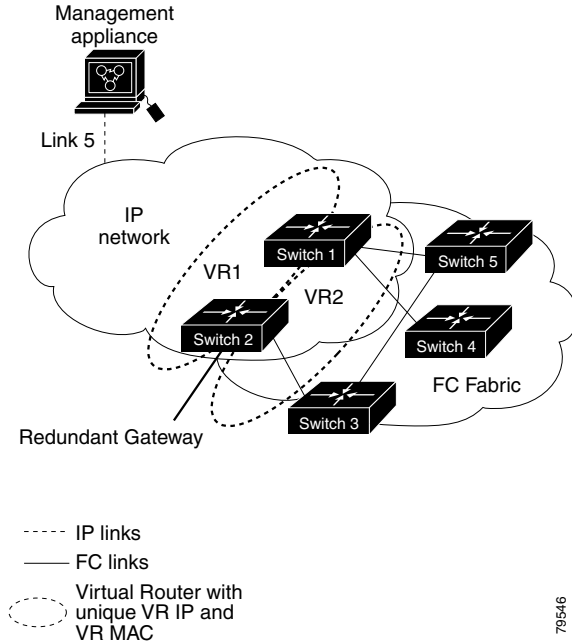 Management
appliance
Link 5
IP
network
Switch 1
Switch 5
VR1
VR2
Switch 2
Switch 4
FC Fabric
Switch 3
Redundant Gateway
IP links
FC links
Virtual Router with
unique VR IP and
VR MAC
79546